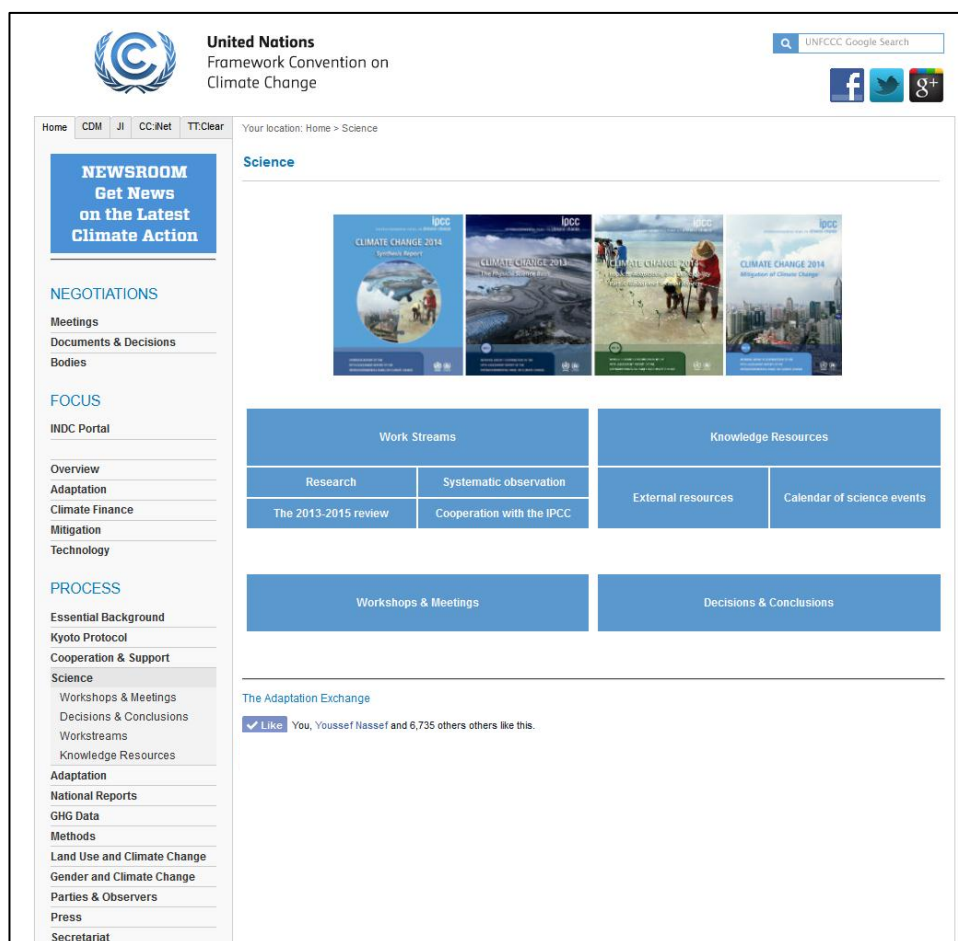 United Nations
Framework Convention on
Climate Change
UNFCCC Google Search
Home CDM JI CC:iNet TT:Clear
Your location: Home > Science
NEWSROOM
Get News
on the Latest
Climate Action
NEGOTIATIONS
Meetings
Documents & Decisions
Bodies
FOCUS
INDC Portal
Overview
Adaptation
Climate Finance
Mitigation
Technology
PROCESS
Essential Background
Kyoto Protocol
Cooperation & Support
Science
Workshops & Meetings
Decisions & Conclusions
Workstreams
Knowledge Resources
Adaptation
National Reports
GHG Data
Methods
Land Use and Climate Change
Gender and Climate Change
Parties & Observers
Press
Secretariat
Science
ipcc
CLIMATE CHANGE 2014
Synthesis Report
ipcc
CLIMATE CHANGE 2013
The Physical Science Basis
ipcc
CLIMATE CHANGE 2014
ipcc
CLIMATE CHANGE 2014
Mitigation of Climate Change
Work Streams
Research
Systematic observation
The 2013-2015 review
Cooperation with the IPCC
Knowledge Resources
External resources
Calendar of science events
Workshops & Meetings
Decisions & Conclusions
The Adaptation Exchange
Like You, Youssef Nassef and 6,735 others others like this.